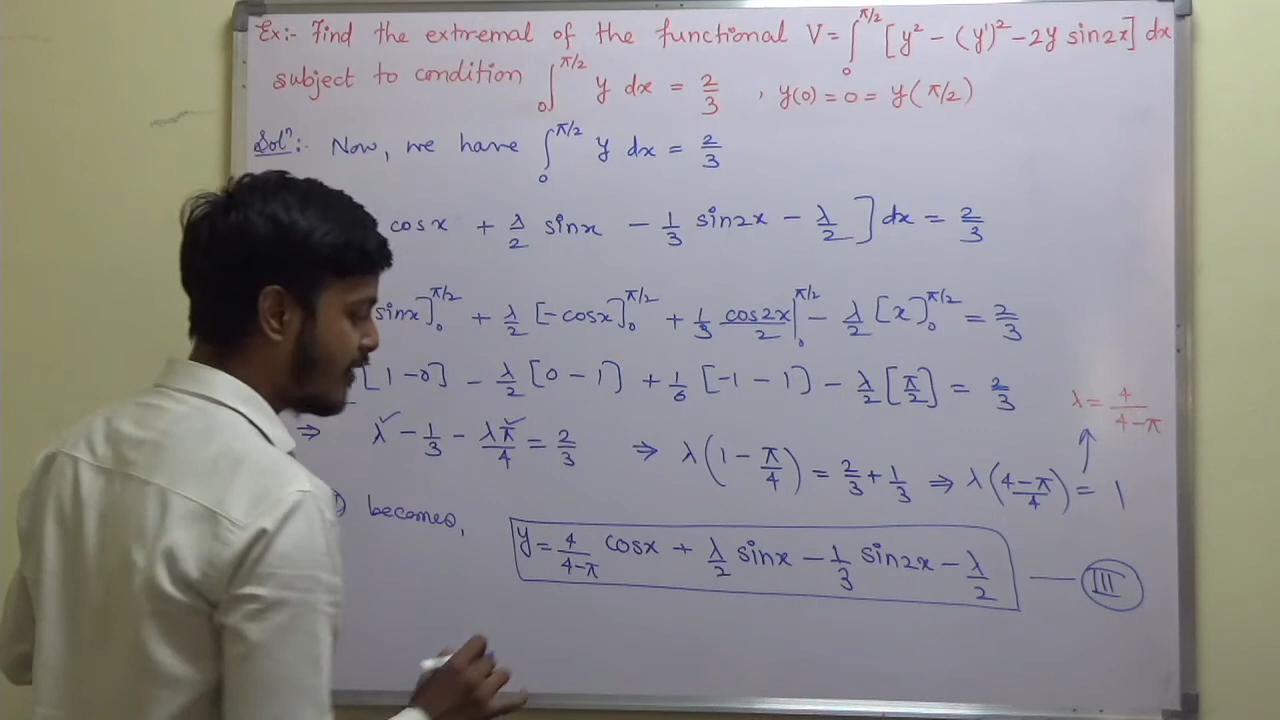 Ex:- Find the extremal of the functional V = ∫₀^{π/2} [y² - (y')² - 2y sin2x] dx
subject to condition ∫₀^{π/2} y dx = 2/3 , y(0) = 0 = y(π/2)
Solⁿ:- Now, we have ∫₀^{π/2} y dx = 2/3
cosx + λ/2 sinx - 1/3 sin2x - λ/2 ] dx = 2/3
sinx]₀^{π/2} + λ/2 [-cosx]₀^{π/2} + 1/3 cos2x/2 |₀^{π/2} - λ/2 [x]₀^{π/2} = 2/3
[1-0] - λ/2 [0-1] + 1/6 [-1-1] - λ/2 [π/2] = 2/3
⇒ λ - 1/3 - λπ/4 = 2/3 ⇒ λ(1 - π/4) = 2/3 + 1/3 ⇒ λ(4-π/4) = 1
λ = 4/4-π
) becomes,
y = 4/4-π cosx + λ/2 sinx - 1/3 sin2x - λ/2 — III